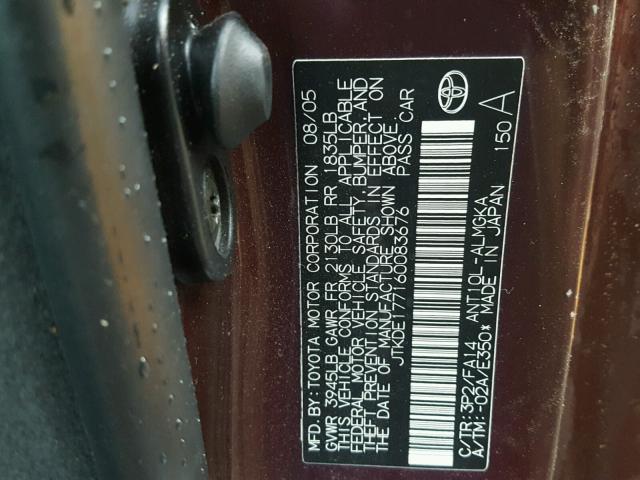 MFD. BY: TOYOTA MOTOR CORPORATION 08/05
GVWR 3945LB GAWR FR 2130LB RR 1835LB
THIS VEHICLE CONFORMS TO ALL APPLICABLE
FEDERAL MOTOR VEHICLE SAFETY, BUMPER, AND
THEFT PREVENTION STANDARDS IN EFFECT ON
THE DATE OF MANUFACTURE SHOWN ABOVE.
JTKDE177160083676 PASS CAR
C/TR:3P2/FA14 ANT10L-ALMGKA
A/TM:-02A/E350* MADE IN JAPAN
150 A